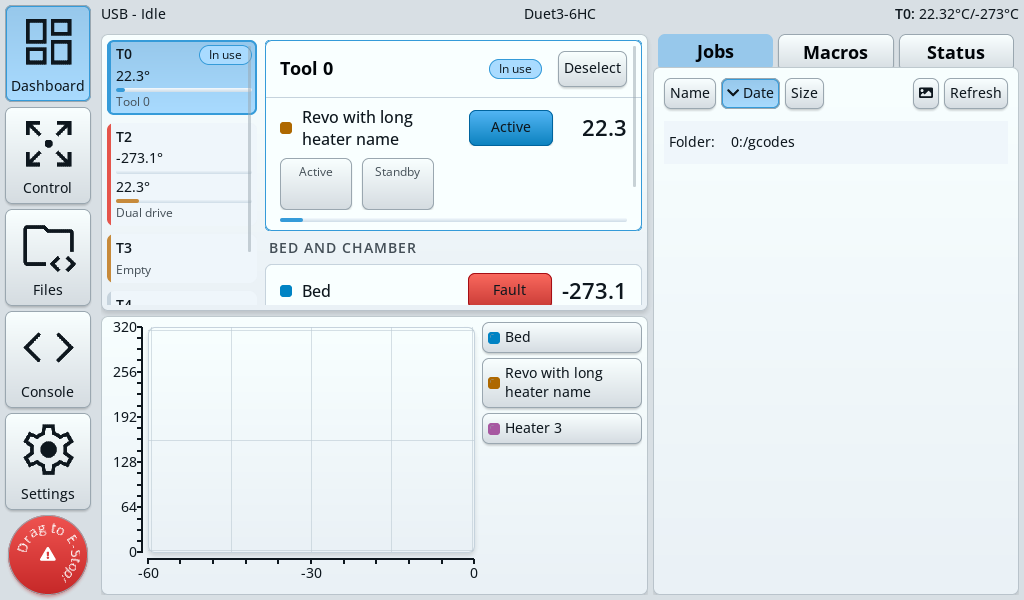 USB - Idle
Duet3-6HC
T0: 22.32°C/-273°C
Dashboard
Control
Files
Console
Settings
Drag to E-Stop!
T0
In use
22.3°
Tool 0
T2
-273.1°
22.3°
Dual drive
T3
Empty
T4
Tool 0
In use
Deselect
Revo with long
heater name
Active
22.3
Active
Standby
BED AND CHAMBER
Bed
Fault
-273.1
320
256
192
128
64
0
-60
-30
0
Bed
Revo with long
heater name
Heater 3
Jobs
Macros
Status
Name
Date
Size
Refresh
Folder: 0:/gcodes